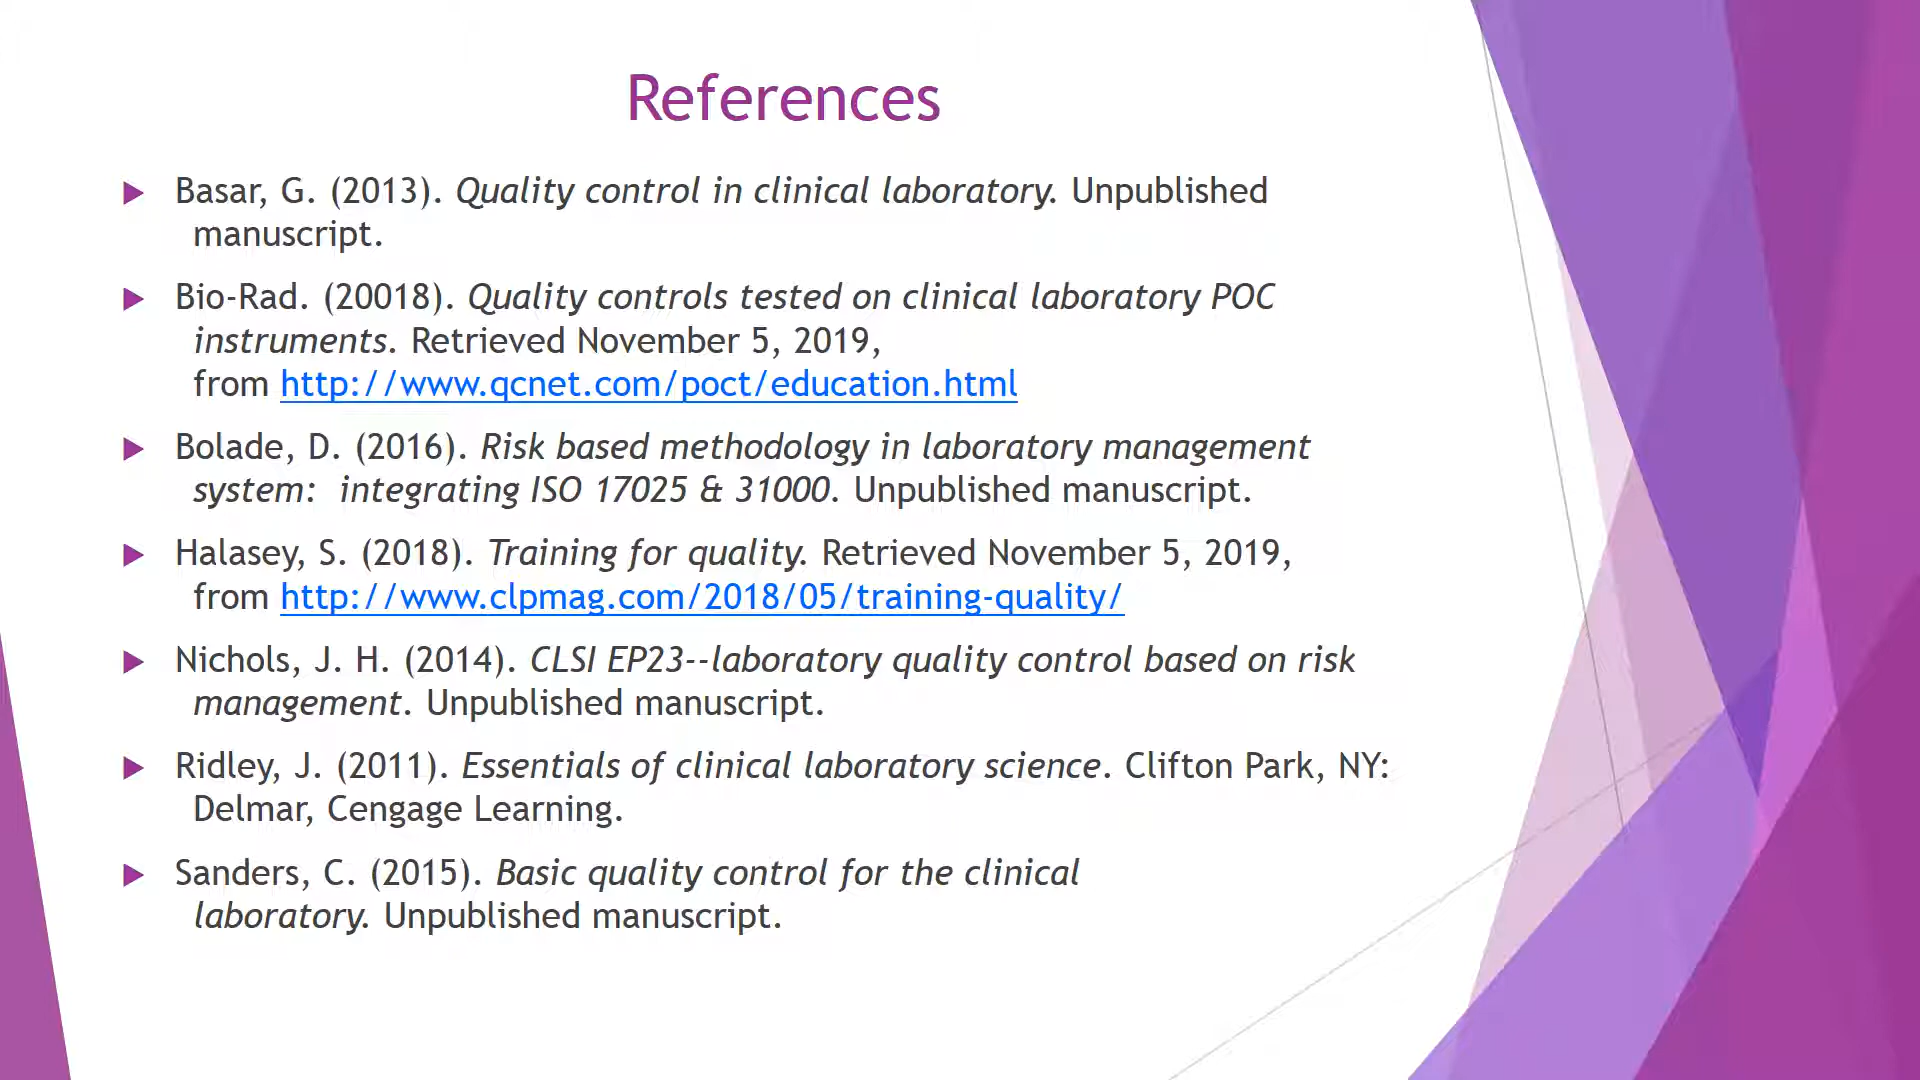 References
Basar, G. (2013). Quality control in clinical laboratory. Unpublished
manuscript.
Bio-Rad. (20018). Quality controls tested on clinical laboratory POC
instruments. Retrieved November 5, 2019,
from http://www.qcnet.com/poct/education.html
Bolade, D. (2016). Risk based methodology in laboratory management
system:  integrating ISO 17025 & 31000. Unpublished manuscript.
Halasey, S. (2018). Training for quality. Retrieved November 5, 2019,
from http://www.clpmag.com/2018/05/training-quality/
Nichols, J. H. (2014). CLSI EP23--laboratory quality control based on risk
management. Unpublished manuscript.
Ridley, J. (2011). Essentials of clinical laboratory science. Clifton Park, NY:
Delmar, Cengage Learning.
Sanders, C. (2015). Basic quality control for the clinical
laboratory. Unpublished manuscript.